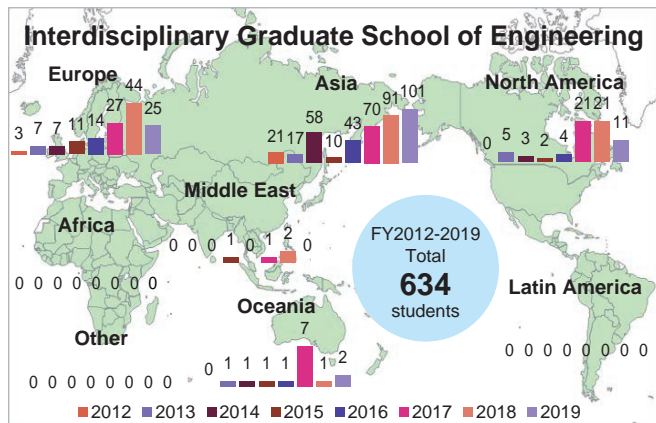 Interdisciplinary Graduate School of Engineering
Europe
3 7 7 11 14 27 44 25
Asia
21 17 58 10 43 70 91 101
North America
0 5 3 2 4 21 21 11
Middle East
0 0 0 1 0 1 2 0
Africa
0 0 0 0 0 0 0 0
FY2012-2019
Total
634
students
Latin America
0 0 0 0 0 0 0 0
Oceania
0 1 1 1 1 7 1 2
Other
0 0 0 0 0 0 0 0
2012 2013 2014 2015 2016 2017 2018 2019